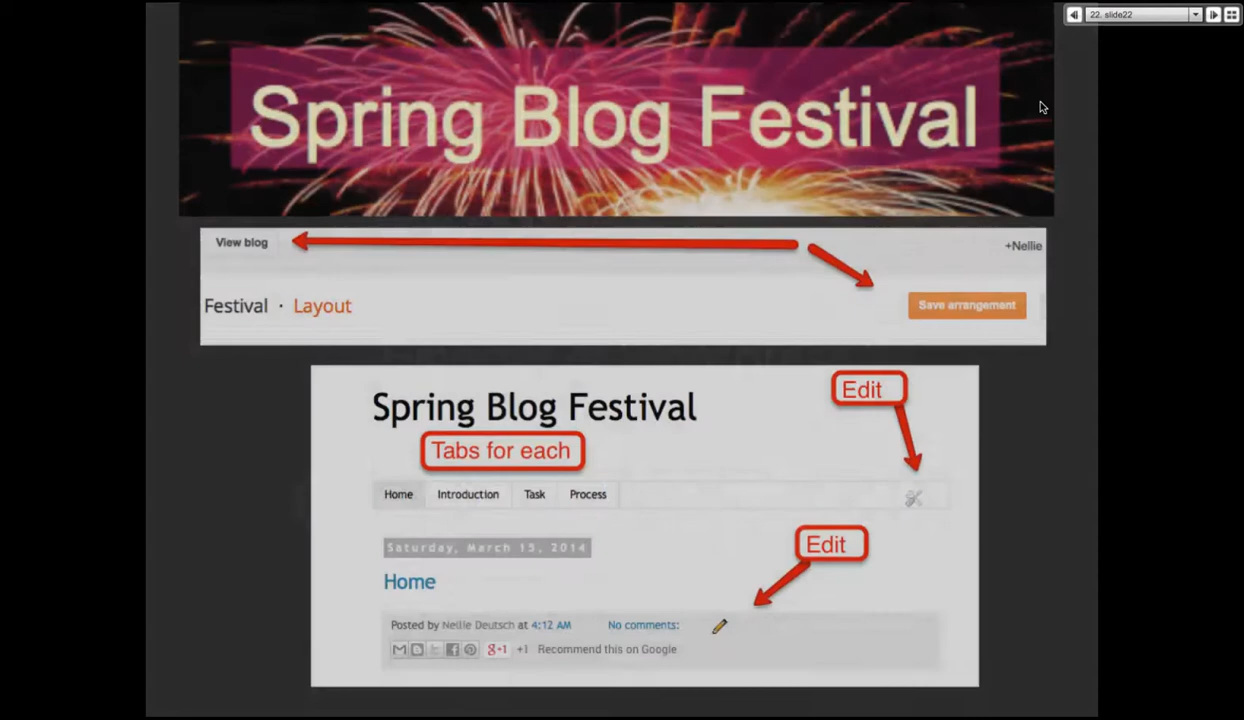 22. slide22
Spring Blog Festival
View blog
+Nellie
Festival · Layout
Save arrangement
Edit
Spring Blog Festival
Tabs for each
Home Introduction Task Process
Edit
Saturday, March 15, 2014
Home
Posted by Nellie Deutsch at 4:12 AM No comments:
g+1 +1 Recommend this on Google